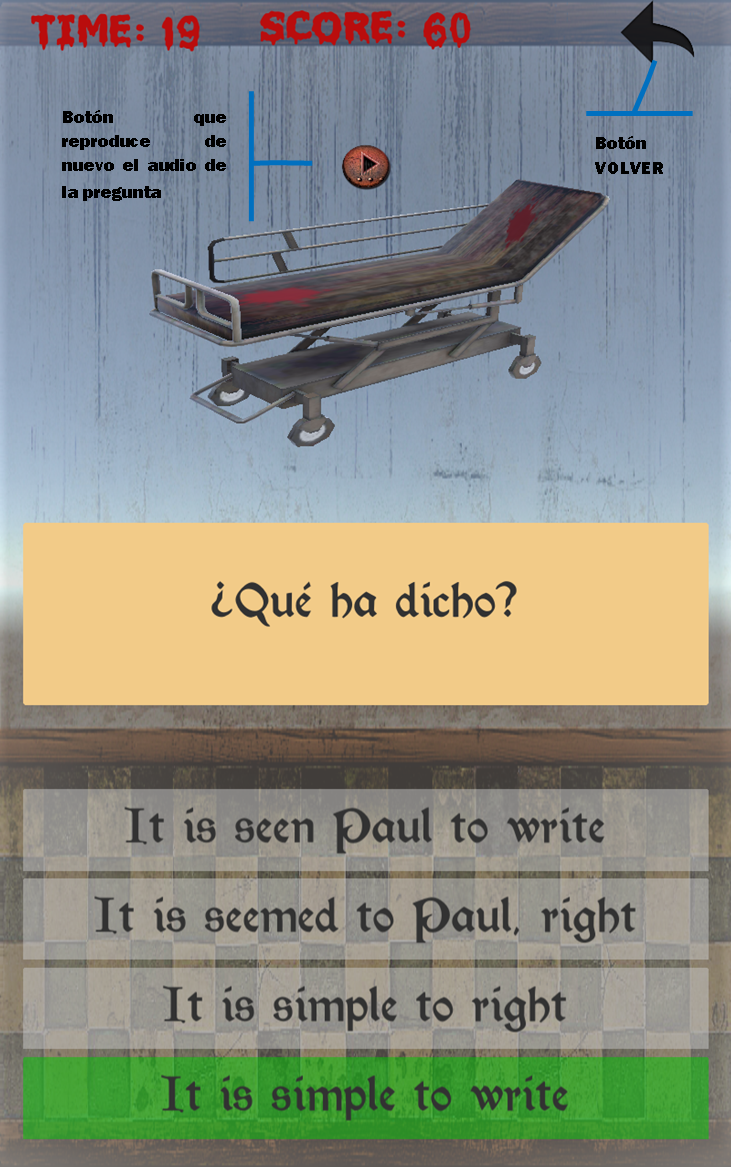 TIME: 19
SCORE: 60
Botón que
reproduce de
nuevo el audio de
la pregunta
Botón
VOLVER
¿Qué ha dicho?
It is seen Paul to write
It is seemed to Paul, right
It is simple to right
It is simple to write